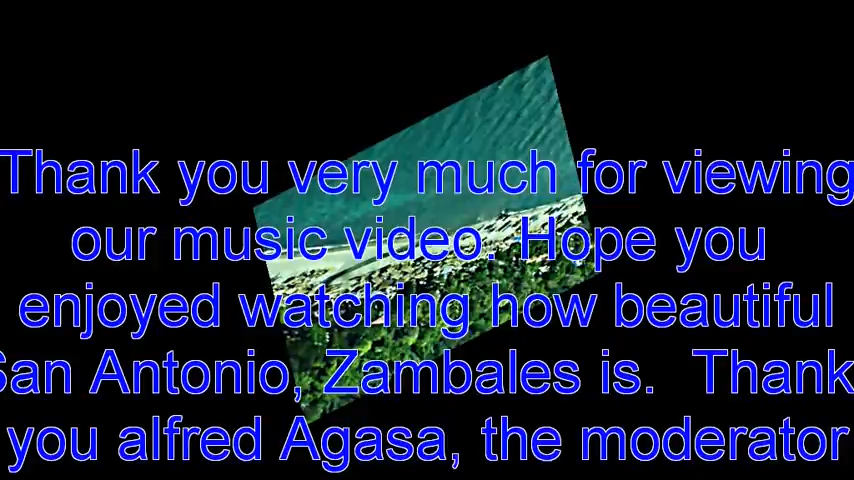 Thank you very much for viewing
our music video. Hope you
enjoyed watching how beautiful
San Antonio, Zambales is.  Thank
you alfred Agasa, the moderator